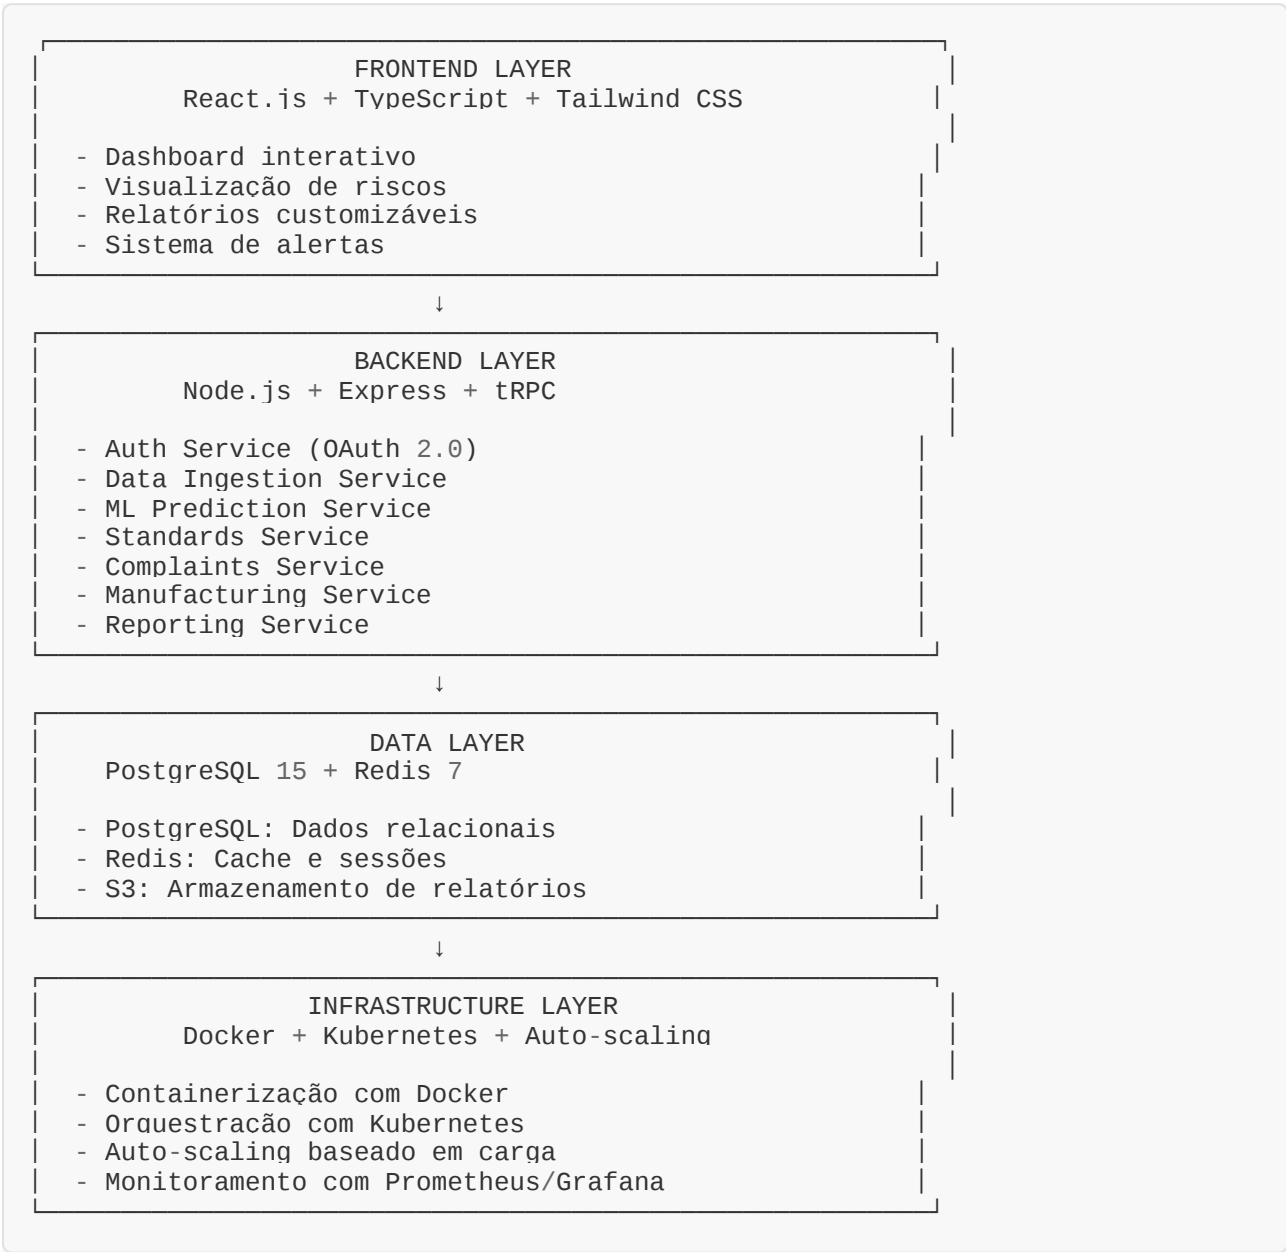 FRONTEND LAYER
React.js + TypeScript + Tailwind CSS
- Dashboard interativo
- Visualização de riscos
- Relatórios customizáveis
- Sistema de alertas
↓
BACKEND LAYER
Node.js + Express + tRPC
- Auth Service (OAuth 2.0)
- Data Ingestion Service
- ML Prediction Service
- Standards Service
- Complaints Service
- Manufacturing Service
- Reporting Service
↓
DATA LAYER
PostgreSQL 15 + Redis 7
- PostgreSQL: Dados relacionais
- Redis: Cache e sessões
- S3: Armazenamento de relatórios
↓
INFRASTRUCTURE LAYER
Docker + Kubernetes + Auto-scaling
- Containerização com Docker
- Orquestração com Kubernetes
- Auto-scaling baseado em carga
- Monitoramento com Prometheus/Grafana